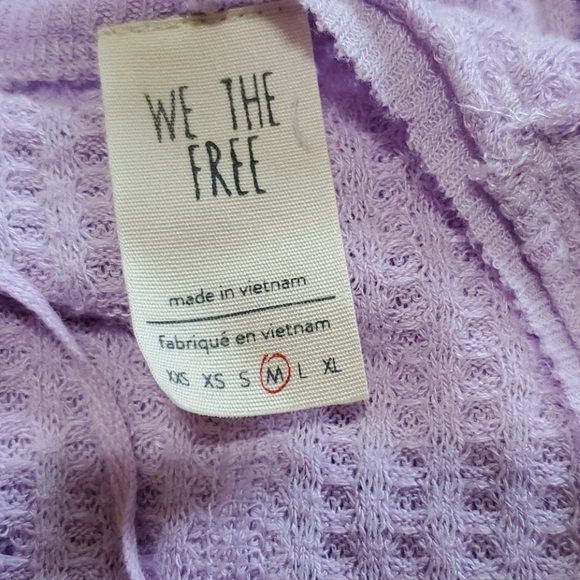 WE THE
FREE
made in vietnam
fabriqué en vietnam
XXS XS S M L XL